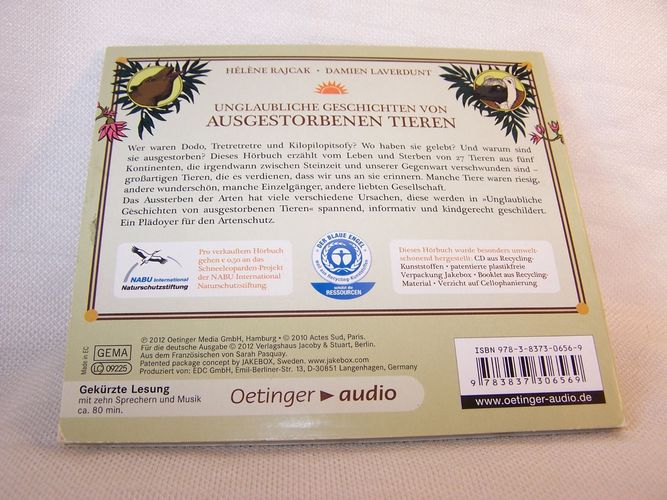 HÉLÈNE RAJCAK · DAMIEN LAVERDUNT
UNGLAUBLICHE GESCHICHTEN VON
AUSGESTORBENEN TIEREN
Wer waren Dodo, Tretretretre und Kilopilopitsofy? Wo haben sie gelebt? Und warum sind
sie ausgestorben? Dieses Hörbuch erzählt vom Leben und Sterben von 27 Tieren aus fünf
Kontinenten, die irgendwann zwischen Steinzeit und unserer Gegenwart verschwunden sind –
großartigen Tieren, die es verdienen, dass wir uns an sie erinnern. Manche Tiere waren riesig,
andere wunderschön, manche Einzelgänger, andere liebten Gesellschaft.
Das Aussterben der Arten hat viele verschiedene Ursachen, diese werden in »Unglaubliche
Geschichten von ausgestorbenen Tieren« spannend, informativ und kindgerecht geschildert.
Ein Plädoyer für den Artenschutz.
NABU International
Naturschutzstiftung
Pro verkauftem Hörbuch
gehen € 0,50 an das
Schneeleoparden-Projekt
der NABU International
Naturschutzstiftung.
DER BLAUE ENGEL
schützt die
RESSOURCEN
Dieses Hörbuch wurde besonders umwelt-
schonend hergestellt: CD aus Recycling-
Kunststoffen · patentierte plastikfreie
Verpackung Jakebox · Booklet aus Recycling-
Material · Verzicht auf Cellophanierung
Made in EC
GEMA
LC 09225
℗ 2012 Oetinger Media GmbH, Hamburg · © 2010 Actes Sud, Paris.
Für die deutsche Ausgabe © 2012 Verlagshaus Jacoby & Stuart, Berlin.
Aus dem Französischen von Sarah Pasquay.
Patented package concept by JAKEBOX, Sweden. www.jakebox.com
Produziert von: EDC GmbH, Emil-Berliner-Str. 13, D-30851 Langenhagen, Germany
Gekürzte Lesung
mit zehn Sprechern und Musik
ca. 80 min.
Oetinger audio
ISBN 978-3-8373-0656-9
9 783837 306569
www.oetinger-audio.de